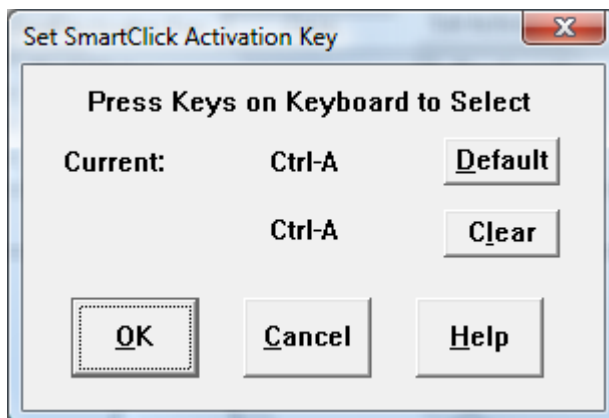 Set SmartClick Activation Key
Press Keys on Keyboard to Select
Current: Ctrl-A Default
Ctrl-A Clear
OK Cancel Help